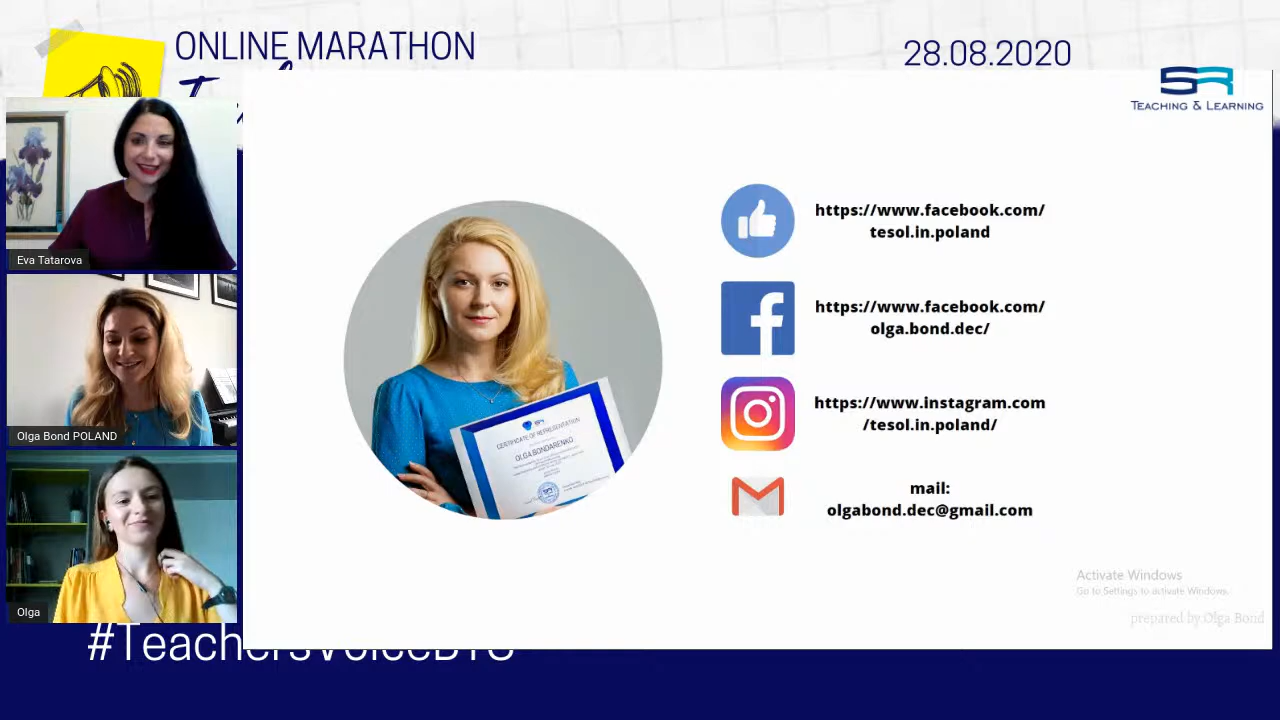 ONLINE MARATHON
28.08.2020
SR
TEACHING & LEARNING
Eva Tatarova
Olga Bond POLAND
Olga
CERTIFICATE OF REPRESENTATION
OLGA BONDARENKO
https://www.facebook.com/
tesol.in.poland
https://www.facebook.com/
olga.bond.dec/
https://www.instagram.com
/tesol.in.poland/
mail:
olgabond.dec@gmail.com
Activate Windows
Go to Settings to activate Windows.
prepared by Olga Bond
#TeachersVoiceBTS